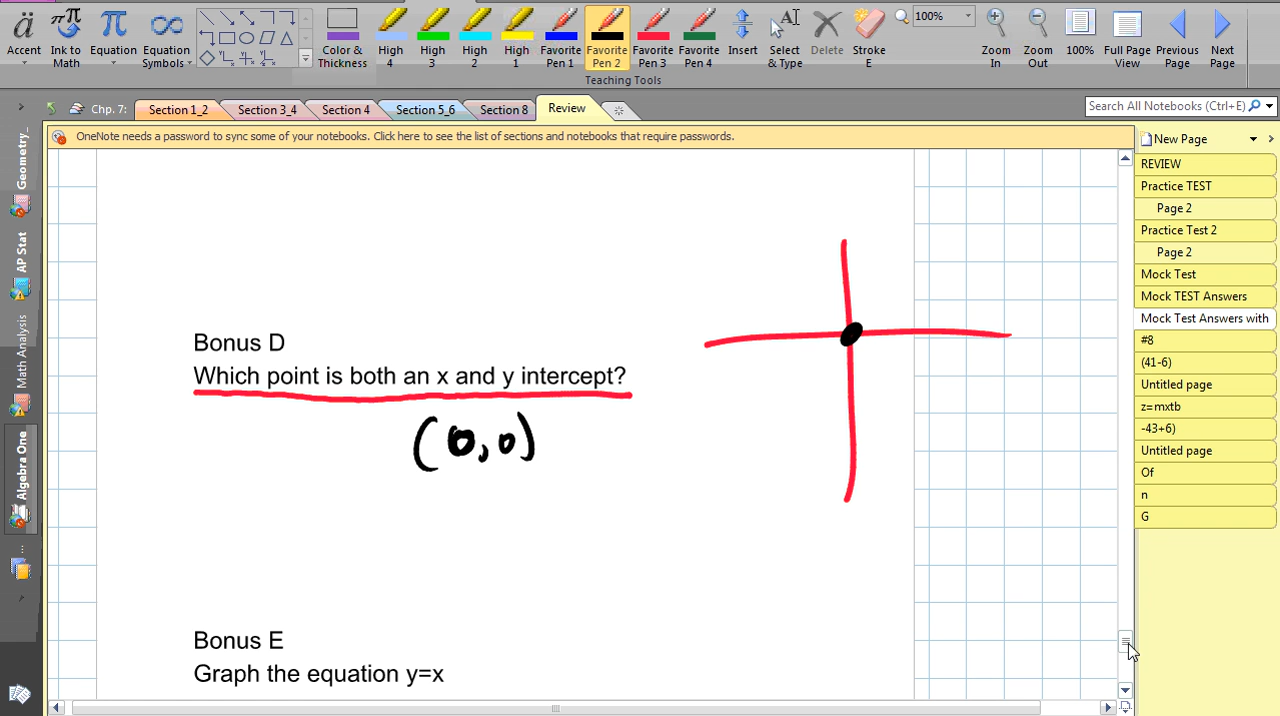 Accent
Ink to Math
Equation
Equation Symbols
Color & Thickness
High 4
High 3
High 2
High 1
Favorite Pen 1
Favorite Pen 2
Favorite Pen 3
Favorite Pen 4
Insert
Select & Type
Delete
Stroke E
100%
Zoom In
Zoom Out
100%
Full Page View
Previous Page
Next Page
Teaching Tools
Chp. 7:
Section 1_2
Section 3_4
Section 4
Section 5_6
Section 8
Review
Search All Notebooks (Ctrl+E)
OneNote needs a password to sync some of your notebooks. Click here to see the list of sections and notebooks that require passwords.
Geometry
AP Stat
Math Analysis
Algebra One
Bonus D
Which point is both an x and y intercept?
(0,0)
Bonus E
Graph the equation y=x
New Page
REVIEW
Practice TEST
Page 2
Practice Test 2
Page 2
Mock Test
Mock TEST Answers
Mock Test Answers with
#8
(41-6)
Untitled page
z=mxtb
-43+6)
Untitled page
Of
n
G